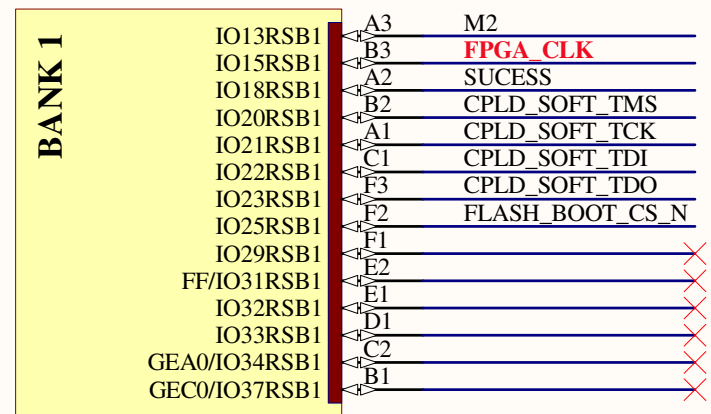 BANK 1
IO13RSB1 A3 M2
IO15RSB1 B3 FPGA_CLK
IO18RSB1 A2 SUCESS
IO20RSB1 B2 CPLD_SOFT_TMS
IO21RSB1 A1 CPLD_SOFT_TCK
IO22RSB1 C1 CPLD_SOFT_TDI
IO23RSB1 F3 CPLD_SOFT_TDO
IO25RSB1 F2 FLASH_BOOT_CS_N
IO29RSB1 F1
FF/IO31RSB1 E2
IO32RSB1 E1
IO33RSB1 D1
GEA0/IO34RSB1 C2
GEC0/IO37RSB1 B1